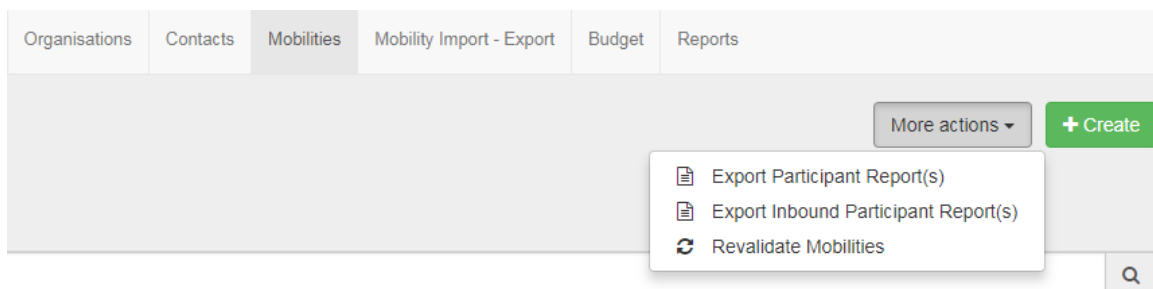 Organisations Contacts Mobilities Mobility Import - Export Budget Reports
More actions + Create
Export Participant Report(s)
Export Inbound Participant Report(s)
Revalidate Mobilities